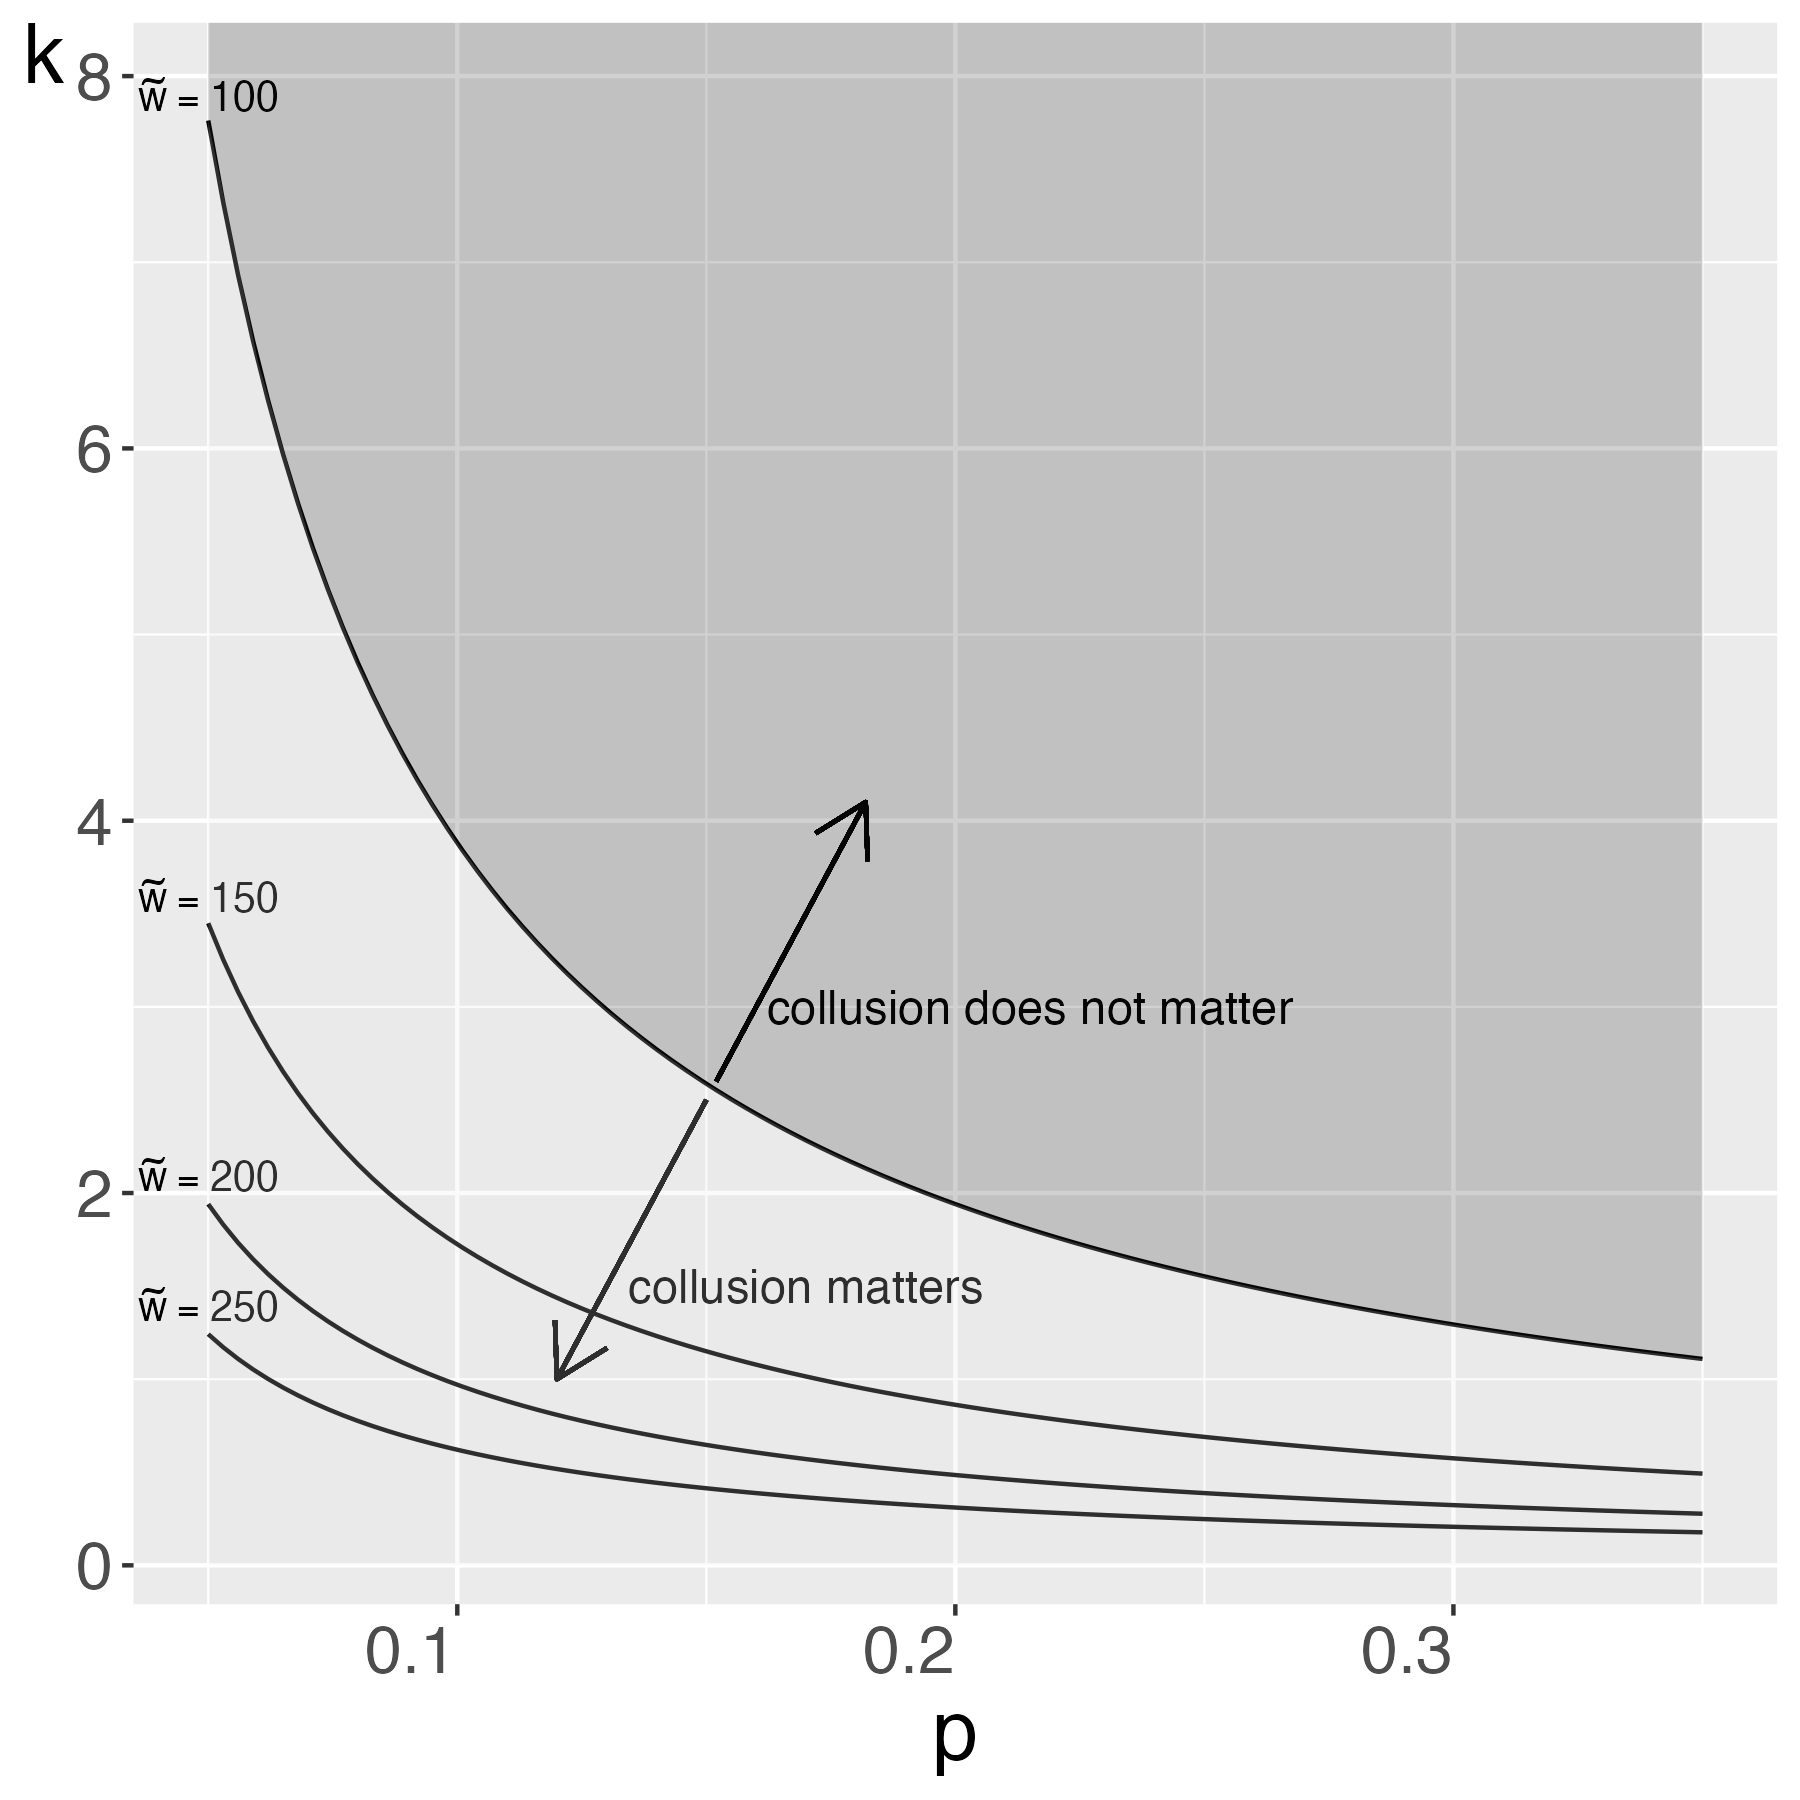 k
8
w̃ = 100
6
4
w̃ = 150
collusion does not matter
2
w̃ = 200
collusion matters
w̃ = 250
0
0.1 0.2 0.3
p